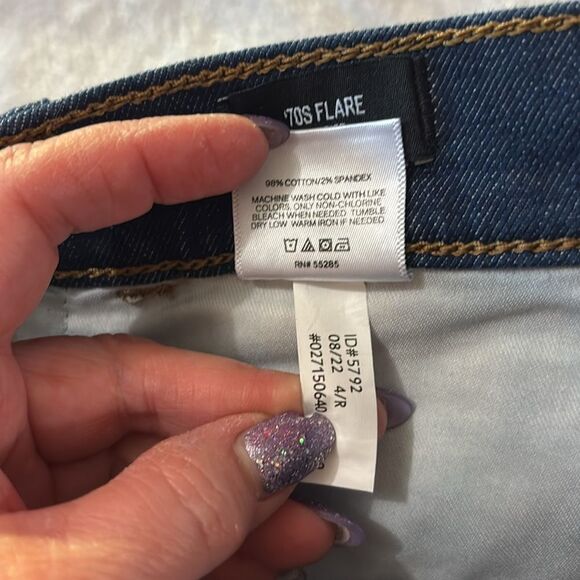 '70S FLARE
98% COTTON/2% SPANDEX
MACHINE WASH COLD WITH LIKE
COLORS, ONLY NON-CHLORINE
BLEACH WHEN NEEDED TUMBLE
DRY LOW WARM IRON IF NEEDED
RN# 55285
ID#5792
08/22 4/R
#027150640